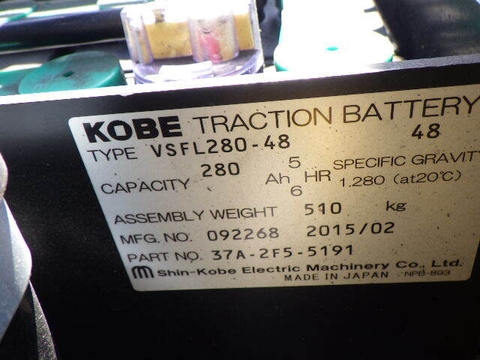 KOBE TRACTION BATTERY
TYPE VSFL280-48 48
CAPACITY 280 Ah 5 HR SPECIFIC GRAVITY
6 1.280 (at20℃)
ASSEMBLY WEIGHT 510 kg
MFG. NO. 092268 2015/02
PART NO. 37A-2F5-5191
Shin-Kobe Electric Machinery Co., Ltd.
MADE IN JAPAN NPB-893